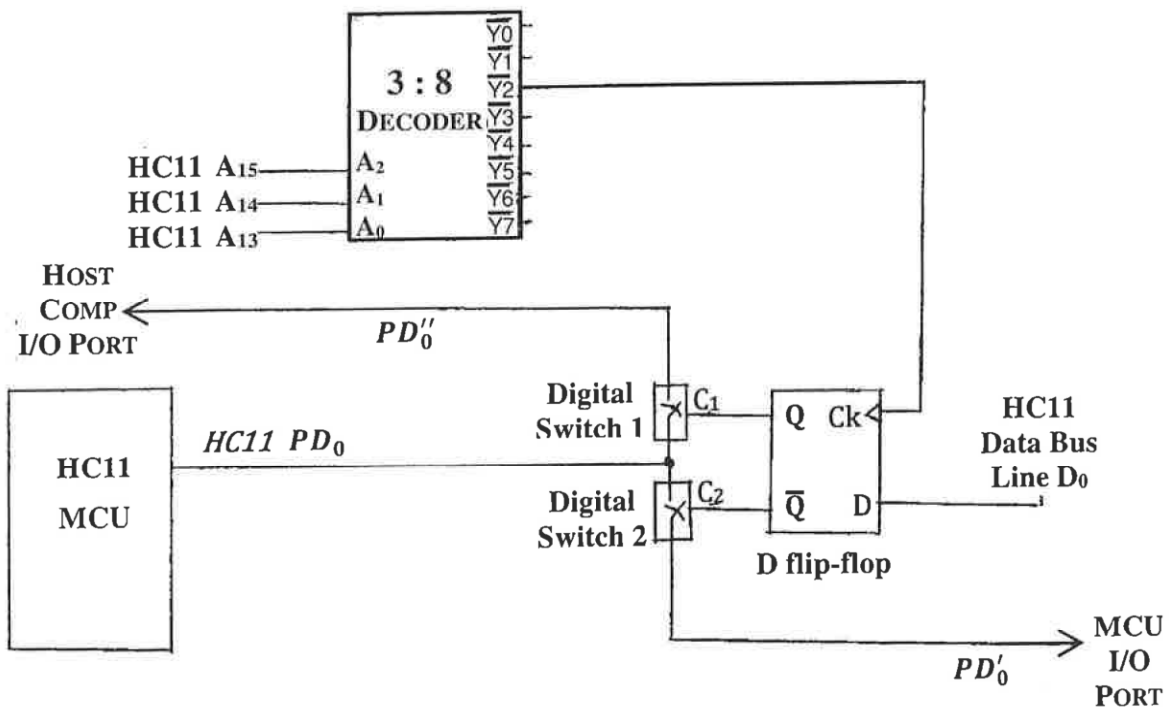 3 : 8
DECODER
Y0
Y1
Y2
Y3
Y4
Y5
Y6
Y7
HC11 A15
A2
HC11 A14
A1
HC11 A13
A0
HOST
COMP
I/O PORT
PD0''
Digital
Switch 1
C1
Q
Ck
HC11
Data Bus
Line D0
HC11 PD0
HC11
MCU
Digital
Switch 2
C2
Q
D
D flip-flop
MCU
I/O
PORT
PD0'